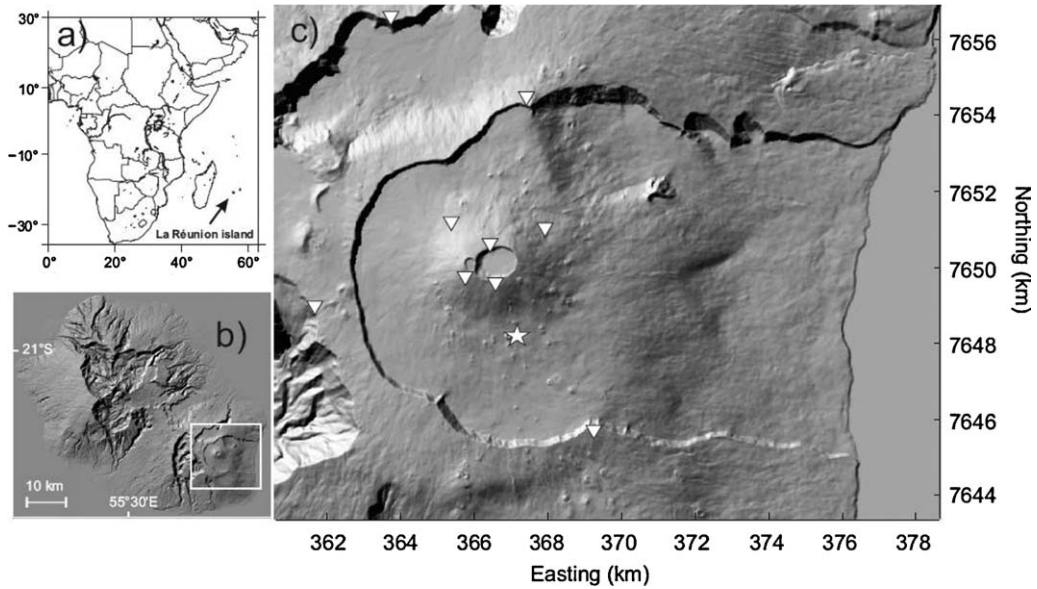 a)
30°
10°
−10°
−30°
0°
20°
40°
60°
La Réunion island
b)
21°S
10 km
55°30'E
c)
7656
7654
7652
7650
7648
7646
7644
Northing (km)
362
364
366
368
370
372
374
376
378
Easting (km)